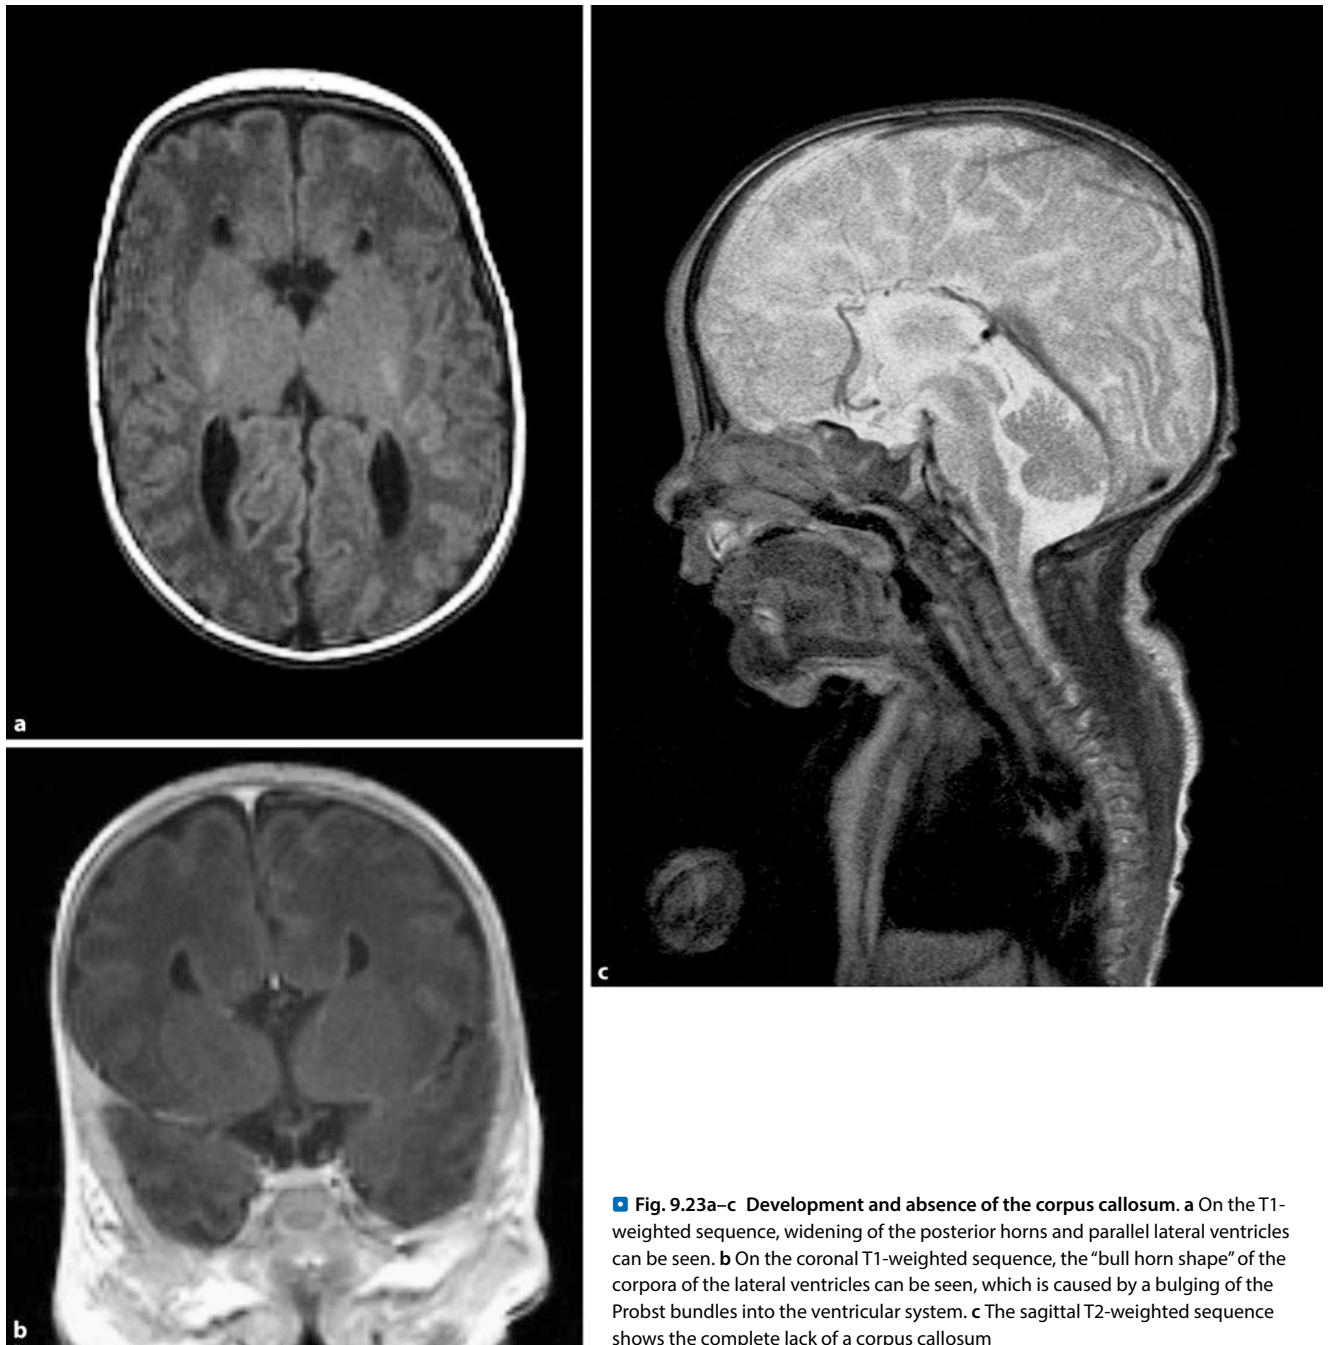 a
b
c
Fig. 9.23a–c Development and absence of the corpus callosum. a On the T1-
weighted sequence, widening of the posterior horns and parallel lateral ventricles
can be seen. b On the coronal T1-weighted sequence, the “bull horn shape” of the
corpora of the lateral ventricles can be seen, which is caused by a bulging of the
Probst bundles into the ventricular system. c The sagittal T2-weighted sequence
shows the complete lack of a corpus callosum